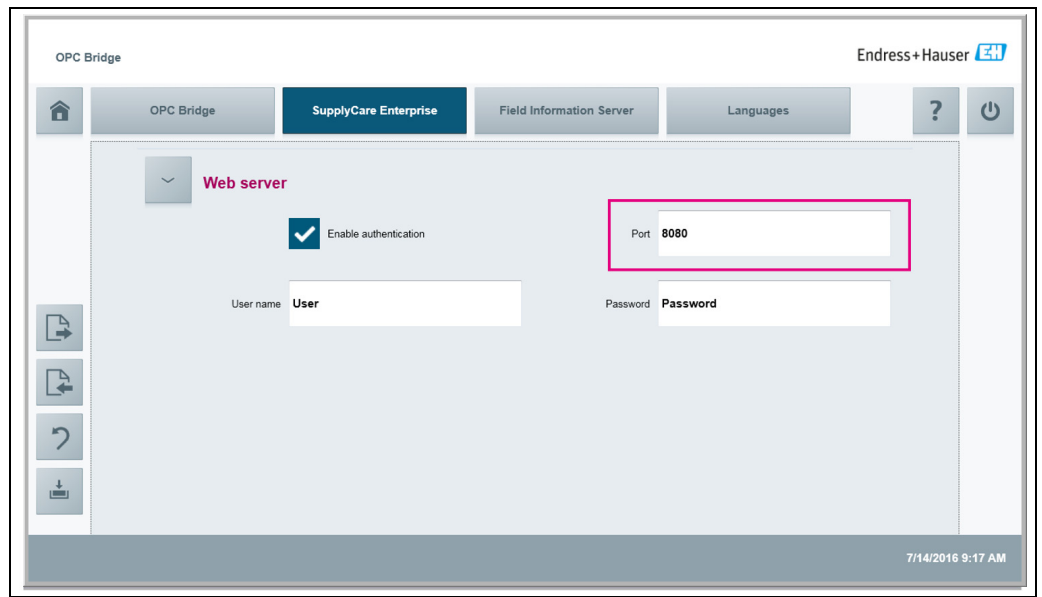 OPC Bridge
Endress+Hauser EH
OPC Bridge
SupplyCare Enterprise
Field Information Server
Languages
?
Web server
Enable authentication
Port 8080
User name User
Password Password
7/14/2016 9:17 AM